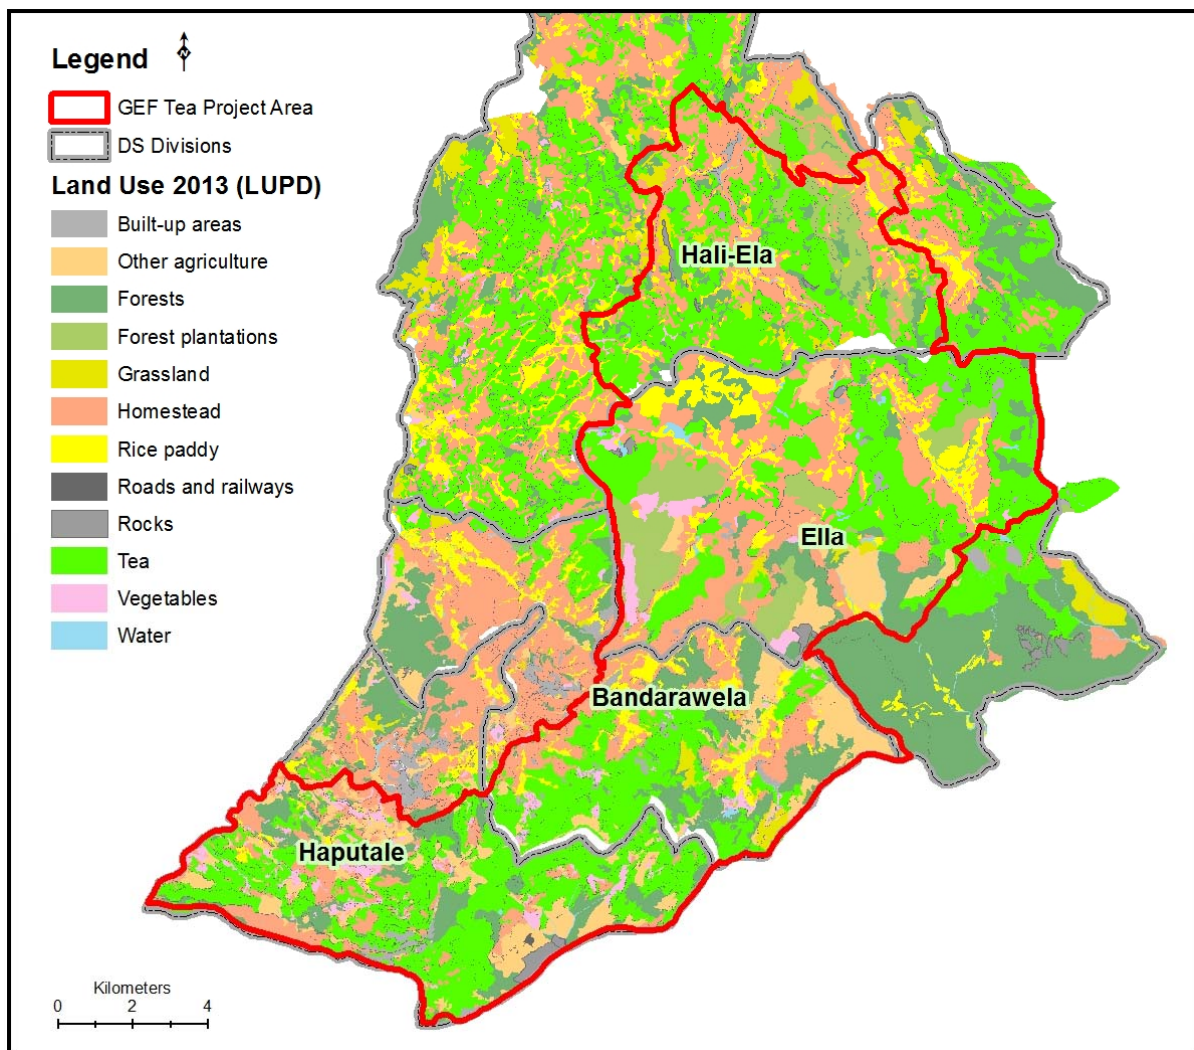 Legend
GEF Tea Project Area
DS Divisions
Land Use 2013 (LUPD)
Built-up areas
Other agriculture
Forests
Forest plantations
Grassland
Homestead
Rice paddy
Roads and railways
Rocks
Tea
Vegetables
Water
Hali-Ela
Ella
Bandarawela
Haputale
Kilometers
0 2 4